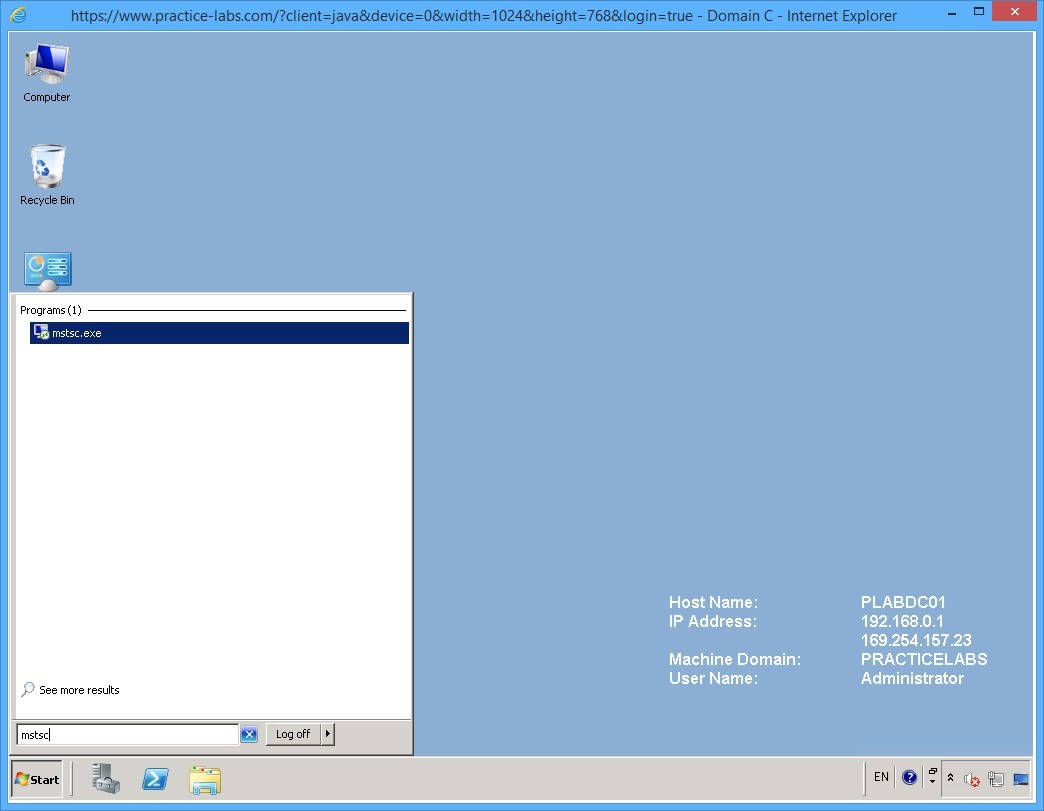 https://www.practice-labs.com/?client=java&device=0&width=1024&height=768&login=true - Domain C - Internet Explorer
Computer
Recycle Bin
Programs (1)
mstsc.exe
See more results
mstsc
Log off
Host Name: PLABDC01
IP Address: 192.168.0.1
169.254.157.23
Machine Domain: PRACTICELABS
User Name: Administrator
Start
EN